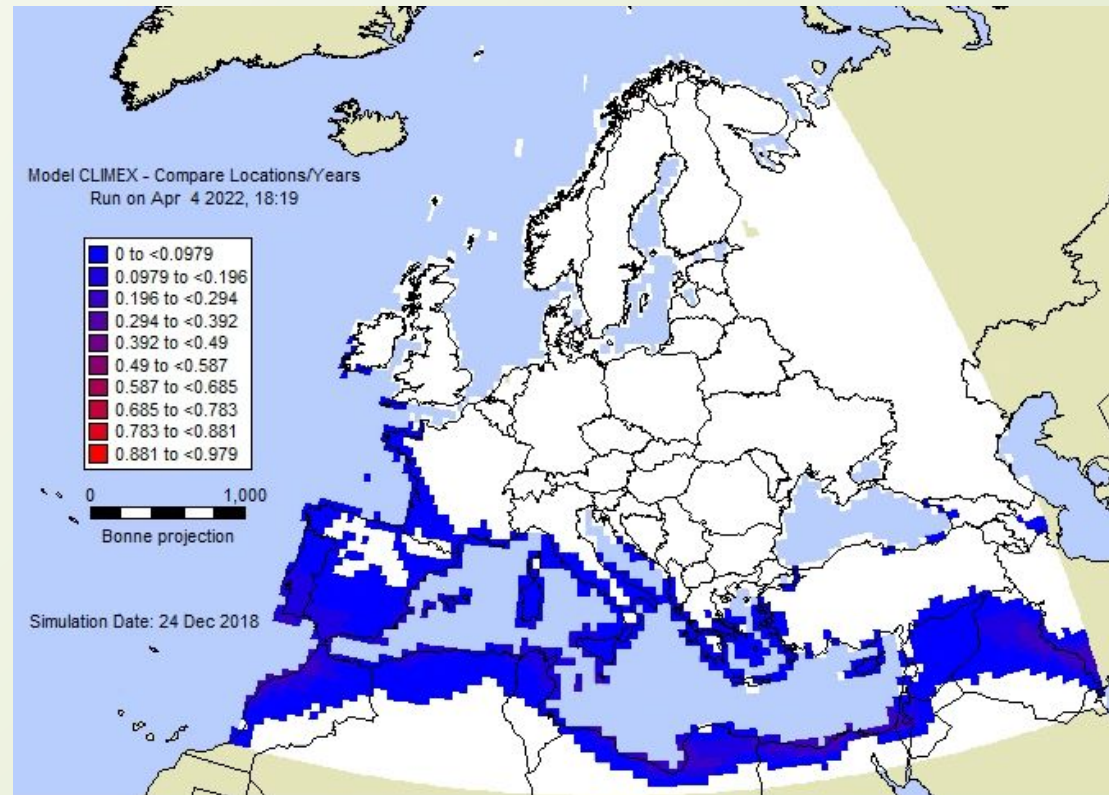 Model CLIMEX - Compare Locations/Years
Run on Apr 4 2022, 18:19
0 to <0.0979
0.0979 to <0.196
0.196 to <0.294
0.294 to <0.392
0.392 to <0.49
0.49 to <0.587
0.587 to <0.685
0.685 to <0.783
0.783 to <0.881
0.881 to <0.979
0 1,000
Bonne projection
Simulation Date: 24 Dec 2018